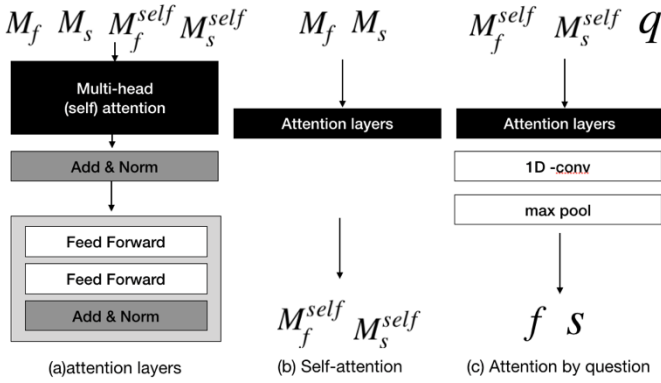 M_f M_s M_f^{self} M_s^{self}
Multi-head
(self) attention
Add & Norm
Feed Forward
Feed Forward
Add & Norm
(a)attention layers
M_f M_s
Attention layers
M_f^{self} M_s^{self}
(b) Self-attention
M_f^{self} M_s^{self} q
Attention layers
1D -conv
max pool
f s
(c) Attention by question